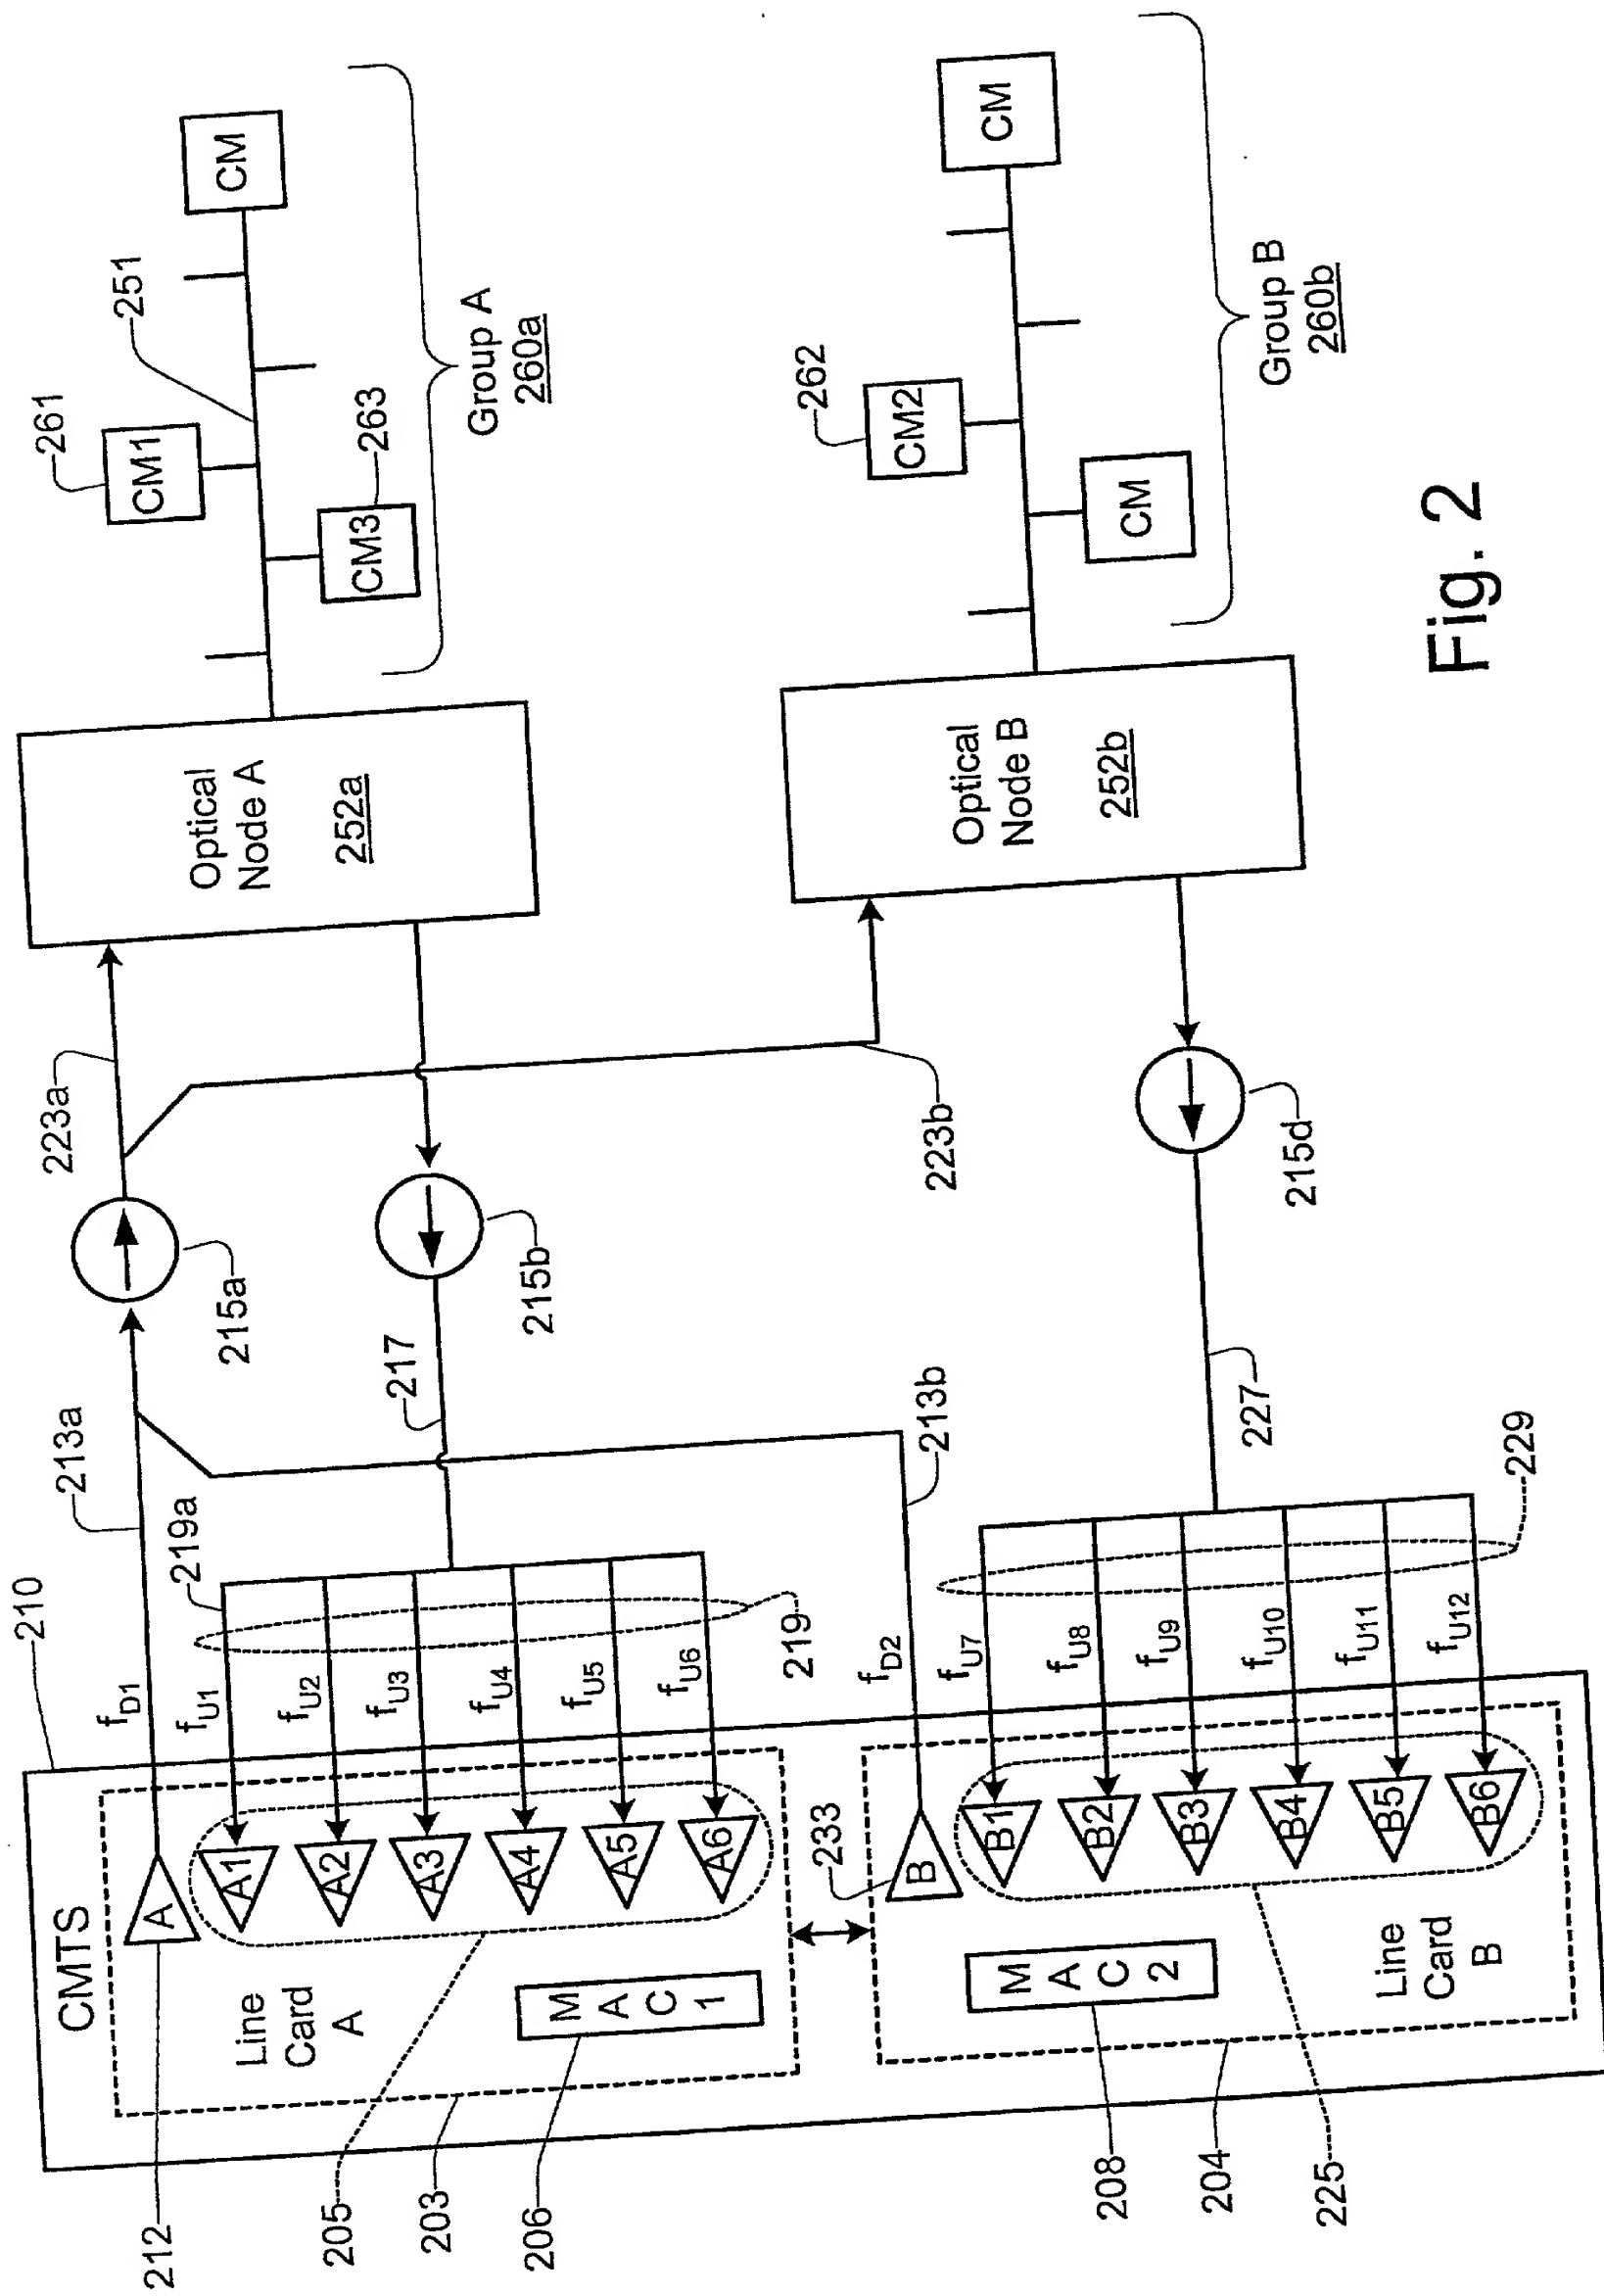 210
CMTS
212
A
Line
Card
A
205
203
206
M
A
C
1
A1
A2
A3
A4
A5
A6
fD1
fU1
fU2
fU3
fU4
fU5
fU6
213a
219a
219
217
215a
215b
223a
223b
Optical
Node A
252a
261
CM1
251
CM
CM3
263
Group A
260a
233
B
fD2
213b
M
A
C
2
208
204
225
Line
Card
B
B1
B2
B3
B4
B5
B6
fU7
fU8
fU9
fU10
fU11
fU12
229
227
215d
Optical
Node B
252b
262
CM2
CM
CM
Group B
260b
Fig. 2